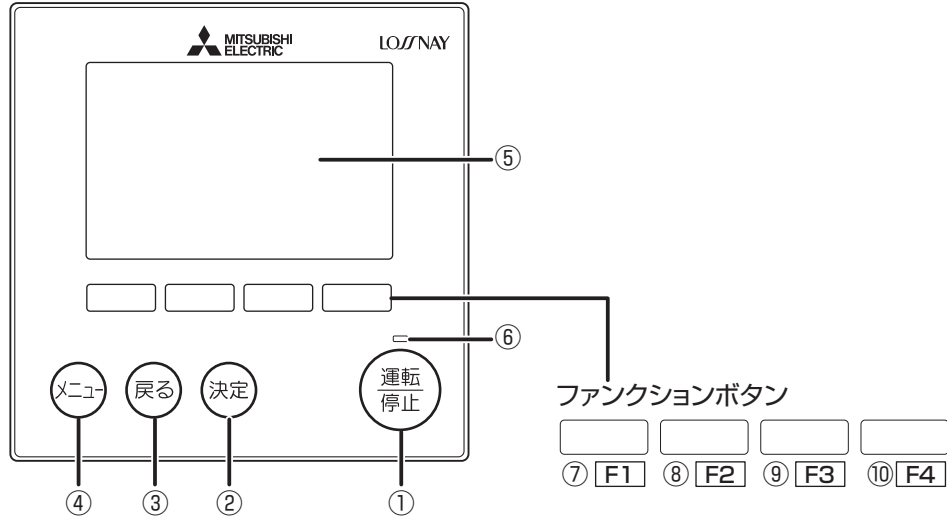 MITSUBISHI
ELECTRIC
LOSSNAY
⑤
⑥
メニュー
戻る
決定
運転
停止
ファンクションボタン
④
③
②
①
⑦ F1 ⑧ F2 ⑨ F3 ⑩ F4